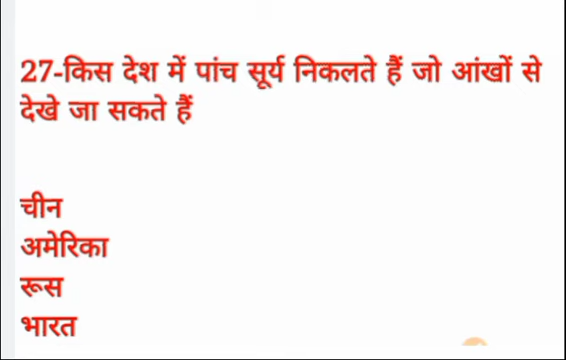 27-किस देश में पांच सूर्य निकलते हैं जो आंखों से
देखे जा सकते हैं
चीन
अमेरिका
रूस
भारत